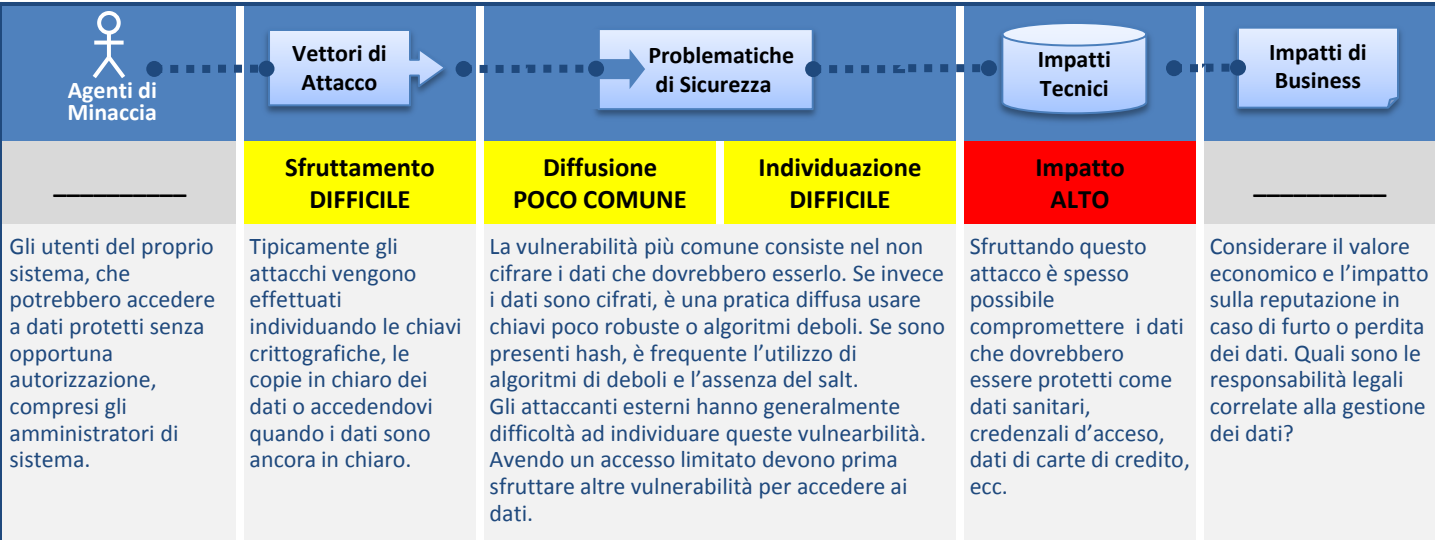 Agenti di
Minaccia
Vettori di
Attacco
Problematiche
di Sicurezza
Impatti
Tecnici
Impatti di
Business
__________
Sfruttamento
DIFFICILE
Diffusione
POCO COMUNE
Individuazione
DIFFICILE
Impatto
ALTO
__________
Gli utenti del proprio
sistema, che
potrebbero accedere
a dati protetti senza
opportuna
autorizzazione,
compresi gli
amministratori di
sistema.
Tipicamente gli
attacchi vengono
effettuati
individuando le chiavi
crittografiche, le
copie in chiaro dei
dati o accedendovi
quando i dati sono
ancora in chiaro.
La vulnerabilità più comune consiste nel non
cifrare i dati che dovrebbero esserlo. Se invece
i dati sono cifrati, è una pratica diffusa usare
chiavi poco robuste o algoritmi deboli. Se sono
presenti hash, è frequente l’utilizzo di
algoritmi di deboli e l’assenza del salt.
Gli attaccanti esterni hanno generalmente
difficoltà ad individuare queste vulnearbilità.
Avendo un accesso limitato devono prima
sfruttare altre vulnerabilità per accedere ai
dati.
Sfruttando questo
attacco è spesso
possibile
compromettere i dati
che dovrebbero
essere protetti come
dati sanitari,
credenzali d’acceso,
dati di carte di credito,
ecc.
Considerare il valore
economico e l’impatto
sulla reputazione in
caso di furto o perdita
dei dati. Quali sono le
responsabilità legali
correlate alla gestione
dei dati?